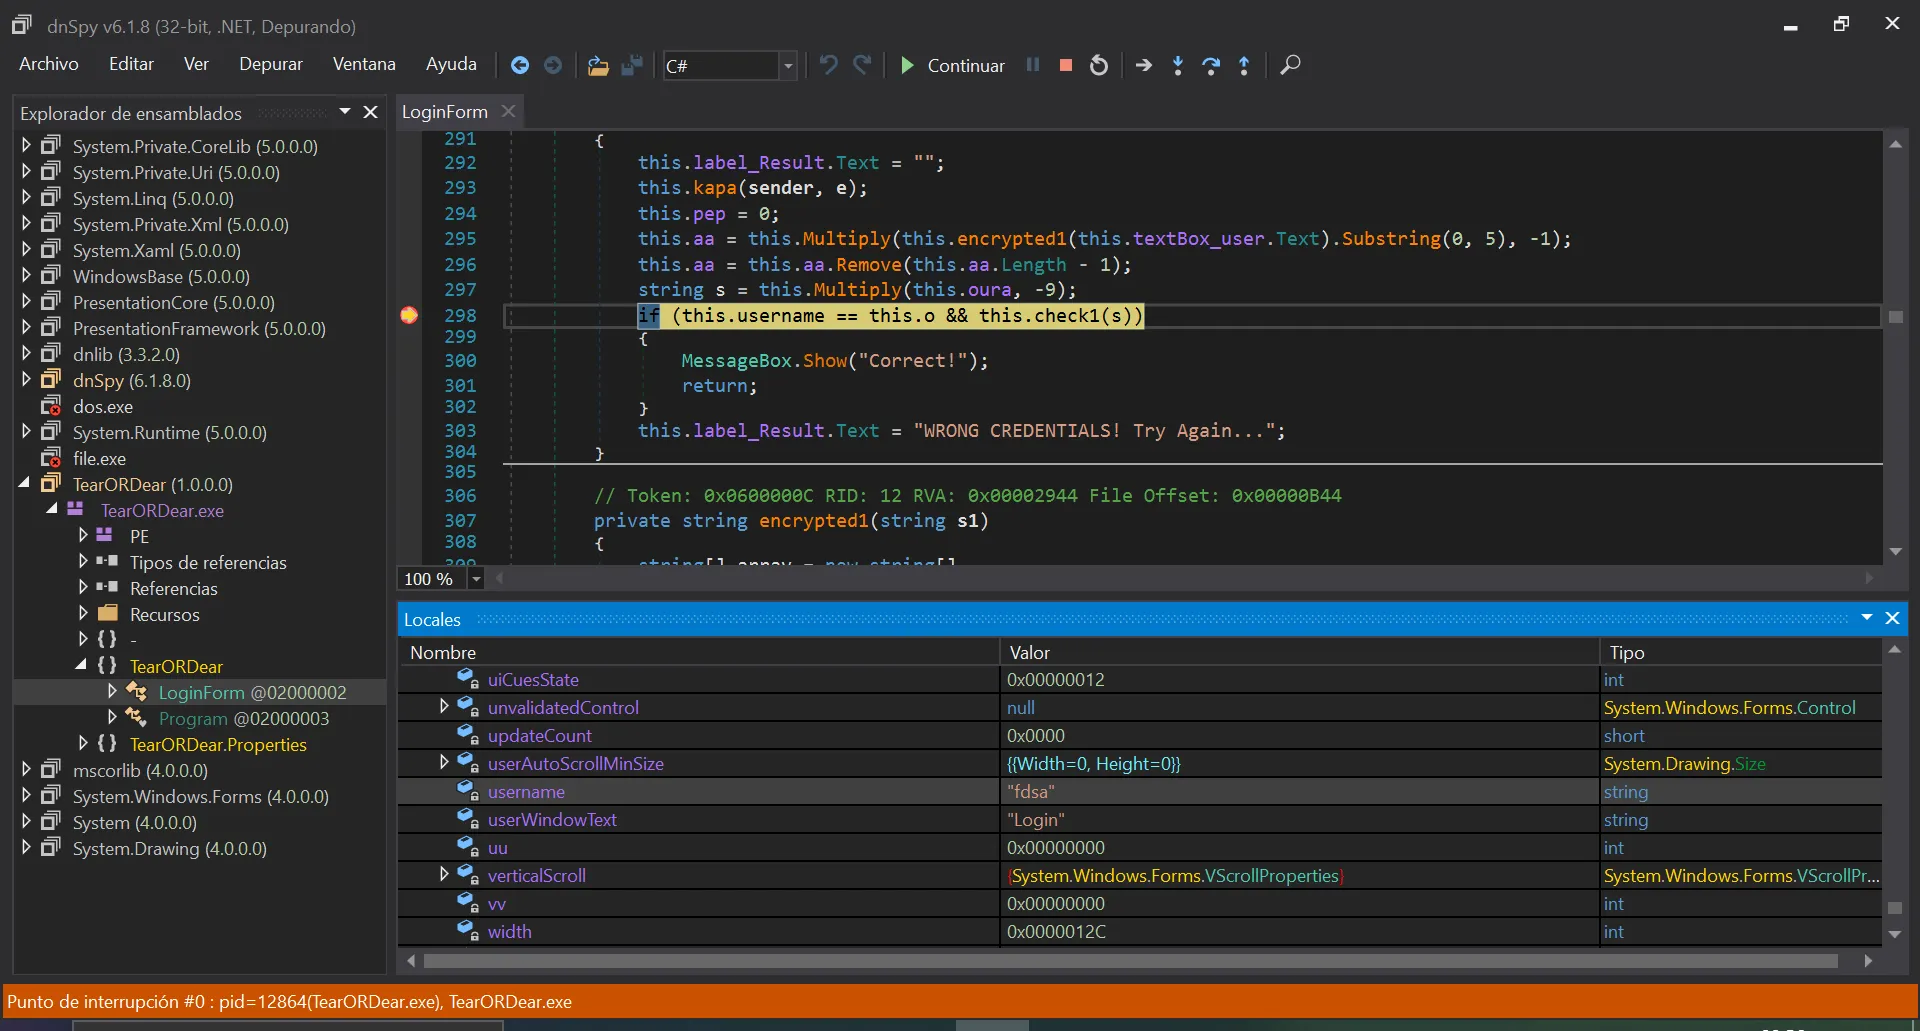 dnSpy v6.1.8 (32-bit, .NET, Depurando)
Archivo Editar Ver Depurar Ventana Ayuda C# Continuar
Explorador de ensamblados
System.Private.CoreLib (5.0.0.0)
System.Private.Uri (5.0.0.0)
System.Linq (5.0.0.0)
System.Private.Xml (5.0.0.0)
System.Xaml (5.0.0.0)
WindowsBase (5.0.0.0)
PresentationCore (5.0.0.0)
PresentationFramework (5.0.0.0)
dnlib (3.3.2.0)
dnSpy (6.1.8.0)
dos.exe
System.Runtime (5.0.0.0)
file.exe
TearORDear (1.0.0.0)
TearORDear.exe
PE
Tipos de referencias
Referencias
Recursos
{ } -
{ } TearORDear
LoginForm @02000002
Program @02000003
{ } TearORDear.Properties
mscorlib (4.0.0.0)
System.Windows.Forms (4.0.0.0)
System (4.0.0.0)
System.Drawing (4.0.0.0)
LoginForm
291 {
292 this.label_Result.Text = "";
293 this.kapa(sender, e);
294 this.pep = 0;
295 this.aa = this.Multiply(this.encrypted1(this.textBox_user.Text).Substring(0, 5), -1);
296 this.aa = this.aa.Remove(this.aa.Length - 1);
297 string s = this.Multiply(this.oura, -9);
298 if (this.username == this.o && this.check1(s))
299 {
300 MessageBox.Show("Correct!");
301 return;
302 }
303 this.label_Result.Text = "WRONG CREDENTIALS! Try Again...";
304 }
305
306 // Token: 0x0600000C RID: 12 RVA: 0x00002944 File Offset: 0x00000B44
307 private string encrypted1(string s1)
308 {
309 string[] array = new string[]
100 %
Locales
Nombre Valor Tipo
uiCuesState 0x00000012 int
unvalidatedControl null System.Windows.Forms.Control
updateCount 0x0000 short
userAutoScrollMinSize {{Width=0, Height=0}} System.Drawing.Size
username "fdsa" string
userWindowText "Login" string
uu 0x00000000 int
verticalScroll {System.Windows.Forms.VScrollProperties} System.Windows.Forms.VScrollPr...
vv 0x00000000 int
width 0x0000012C int
Punto de interrupción #0 : pid=12864(TearORDear.exe), TearORDear.exe